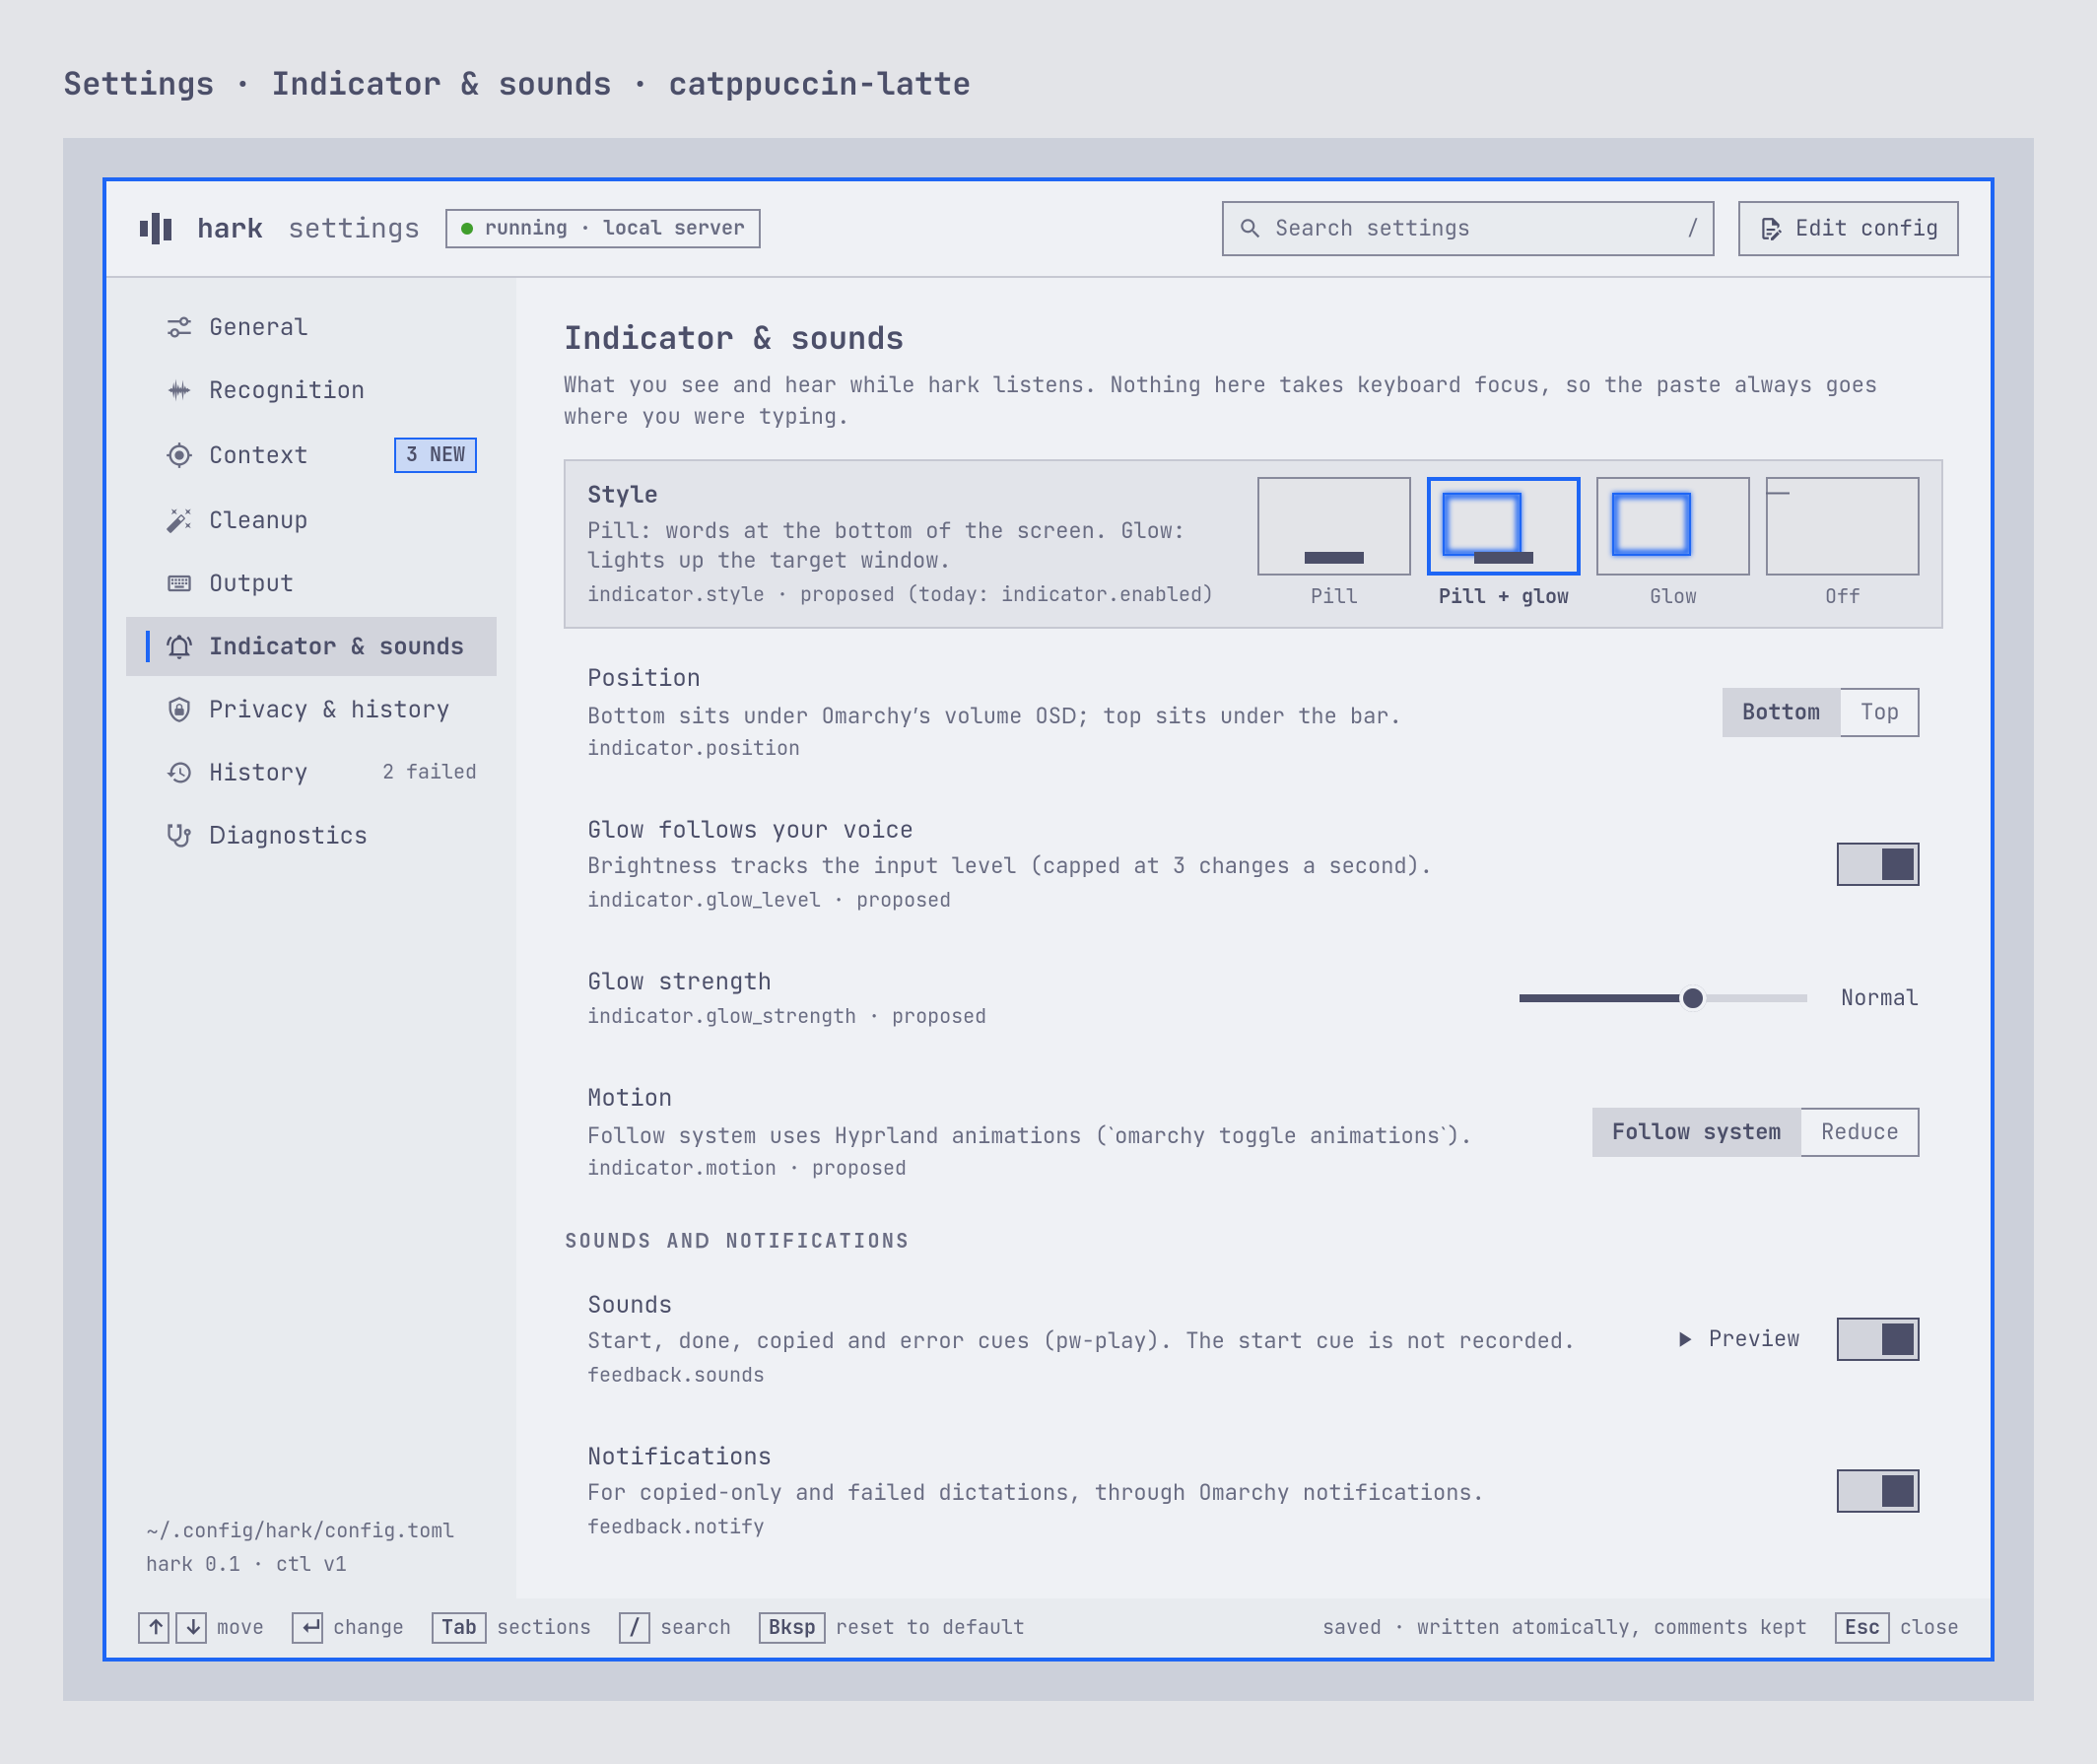 Settings · Indicator & sounds · catppuccin-latte
hark settings
running · local server
Search settings /
Edit config
General
Recognition
Context 3 NEW
Cleanup
Output
Indicator & sounds
Privacy & history
History 2 failed
Diagnostics
~/.config/hark/config.toml
hark 0.1 · ctl v1
Indicator & sounds
What you see and hear while hark listens. Nothing here takes keyboard focus, so the paste always goes
where you were typing.
Style
Pill: words at the bottom of the screen. Glow:
lights up the target window.
indicator.style · proposed (today: indicator.enabled)
Pill
Pill + glow
Glow
Off
Position
Bottom sits under Omarchy's volume OSD; top sits under the bar.
indicator.position
Bottom Top
Glow follows your voice
Brightness tracks the input level (capped at 3 changes a second).
indicator.glow_level · proposed
Glow strength
indicator.glow_strength · proposed
Normal
Motion
Follow system uses Hyprland animations (`omarchy toggle animations`).
indicator.motion · proposed
Follow system Reduce
SOUNDS AND NOTIFICATIONS
Sounds
Start, done, copied and error cues (pw-play). The start cue is not recorded.
feedback.sounds
Preview
Notifications
For copied-only and failed dictations, through Omarchy notifications.
feedback.notify
↑ ↓ move ↵ change Tab sections / search Bksp reset to default
saved · written atomically, comments kept Esc close